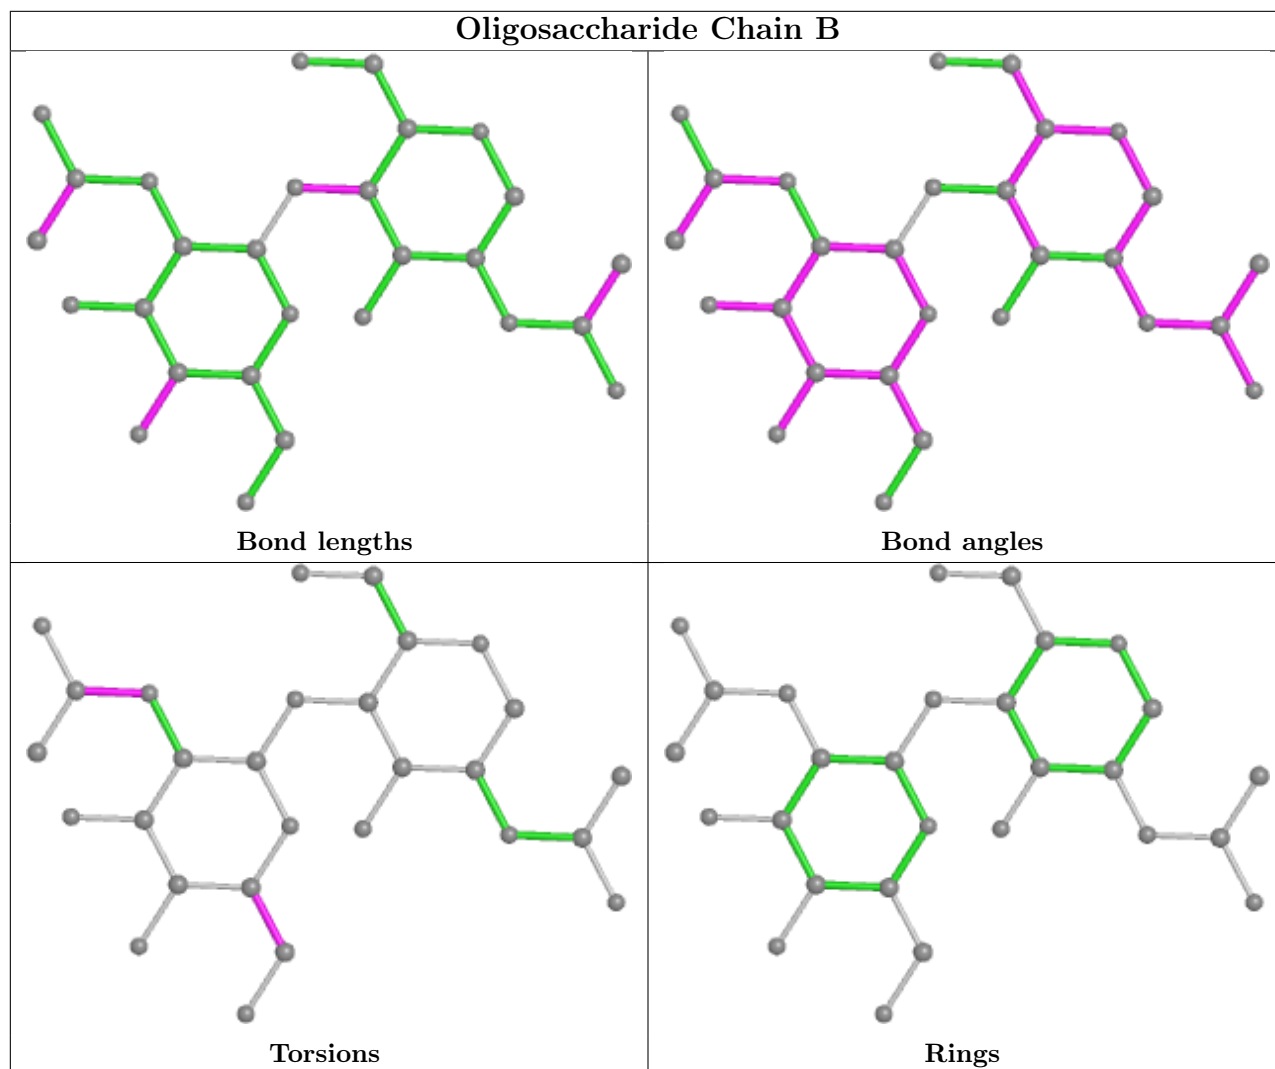 Oligosaccharide Chain B
Bond lengths
Bond angles
Torsions
Rings